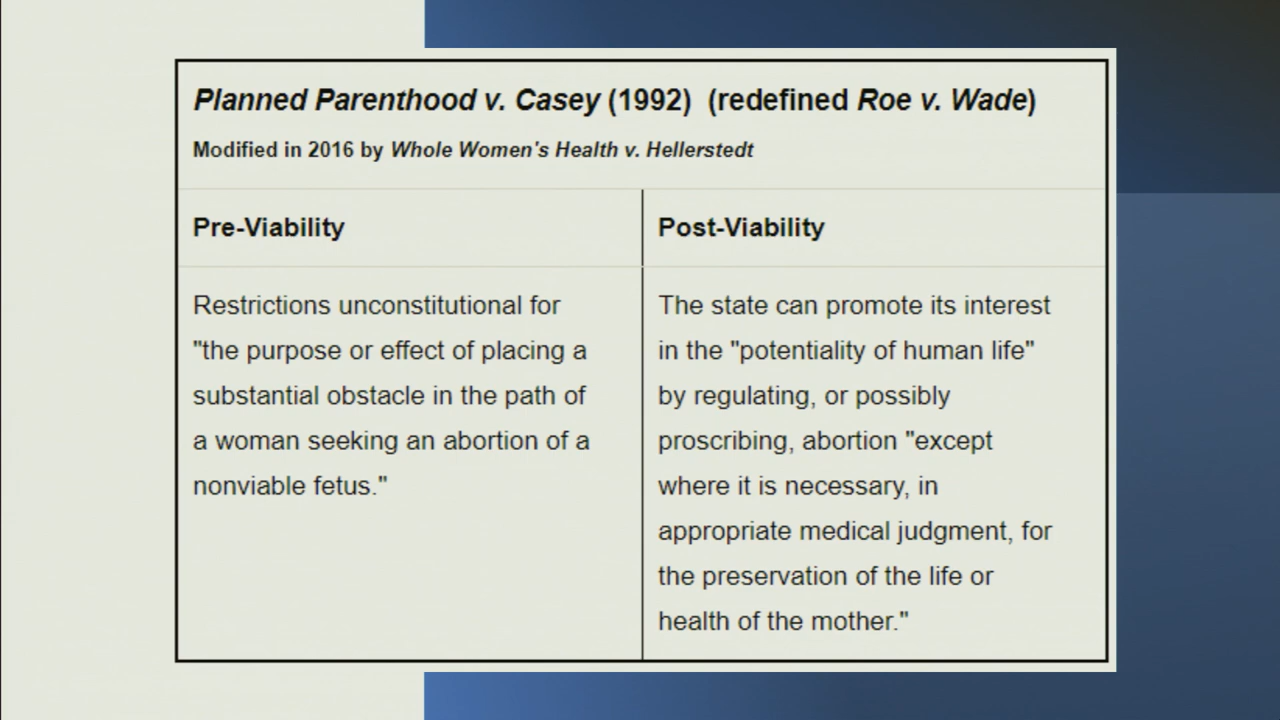 Planned Parenthood v. Casey (1992)  (redefined Roe v. Wade)
Modified in 2016 by Whole Women's Health v. Hellerstedt
Pre-Viability
Post-Viability
Restrictions unconstitutional for
"the purpose or effect of placing a
substantial obstacle in the path of
a woman seeking an abortion of a
nonviable fetus."
The state can promote its interest
in the "potentiality of human life"
by regulating, or possibly
proscribing, abortion "except
where it is necessary, in
appropriate medical judgment, for
the preservation of the life or
health of the mother."